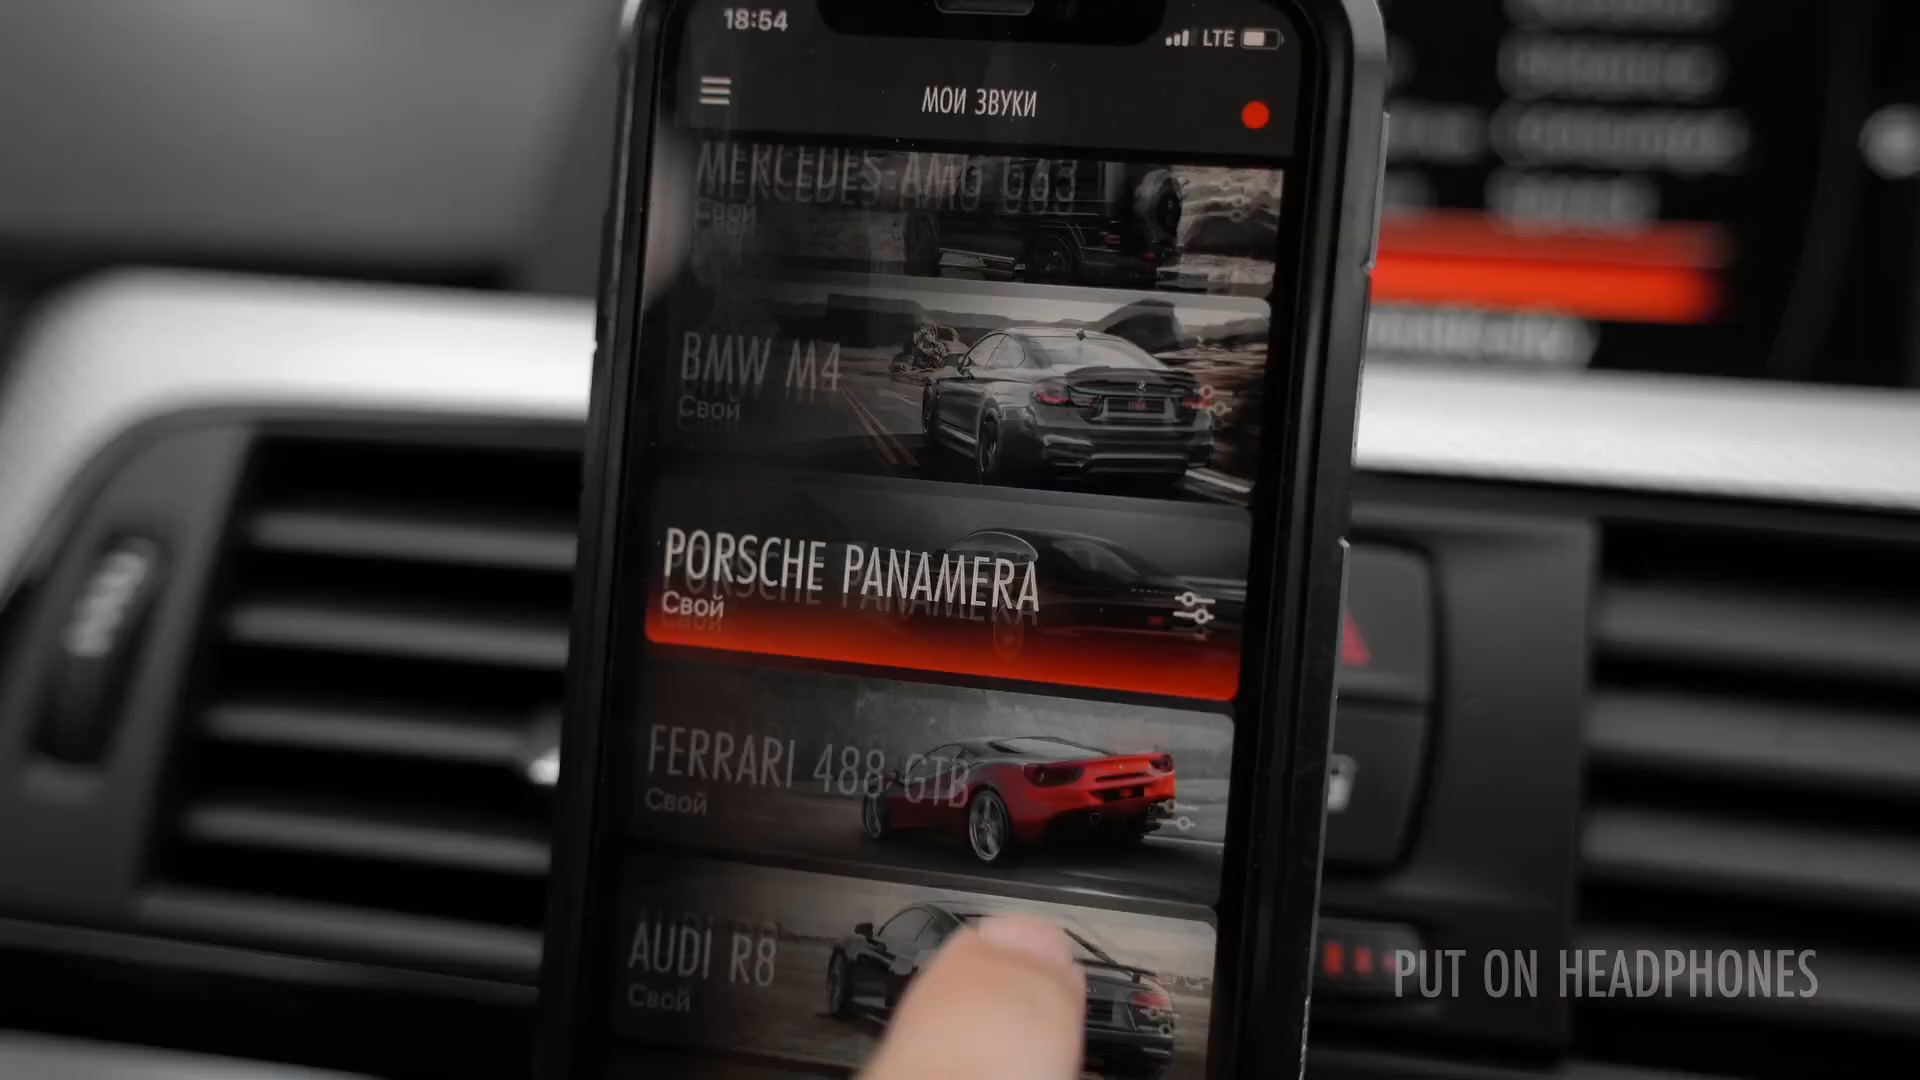 18:54
LTE
МОИ ЗВУКИ
MERCEDES-AMG G63
Свой
BMW M4
Свой
PORSCHE PANAMERA
Свой
FERRARI 488 GTB
Свой
AUDI R8
Свой
PUT ON HEADPHONES